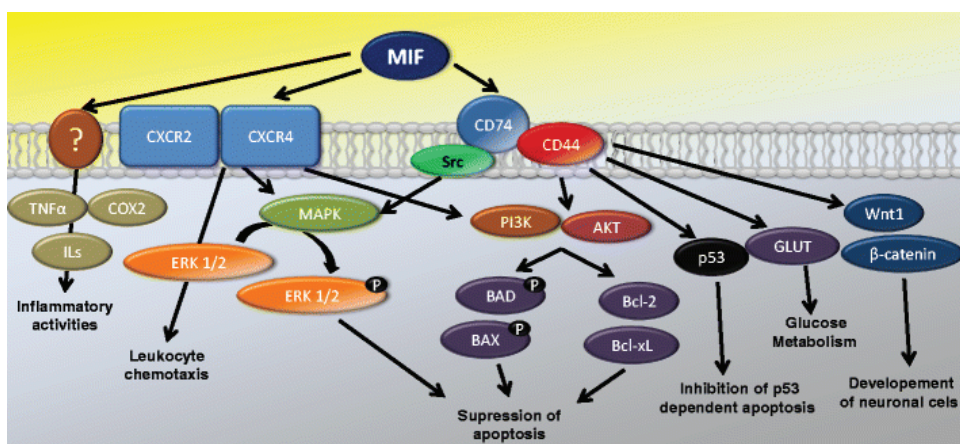 MIF
?
CXCR2
CXCR4
CD74
CD44
Src
TNFα
COX2
ILs
MAPK
ERK 1/2
ERK 1/2
P
PI3K
AKT
BAD
P
BAX
P
Bcl-2
Bcl-xL
p53
GLUT
Wnt1
β-catenin
Inflammatory
activities
Leukocyte
chemotaxis
Supression of
apoptosis
Inhibition of p53
dependent apoptosis
Glucose
Metabolism
Developement
of neuronal cels